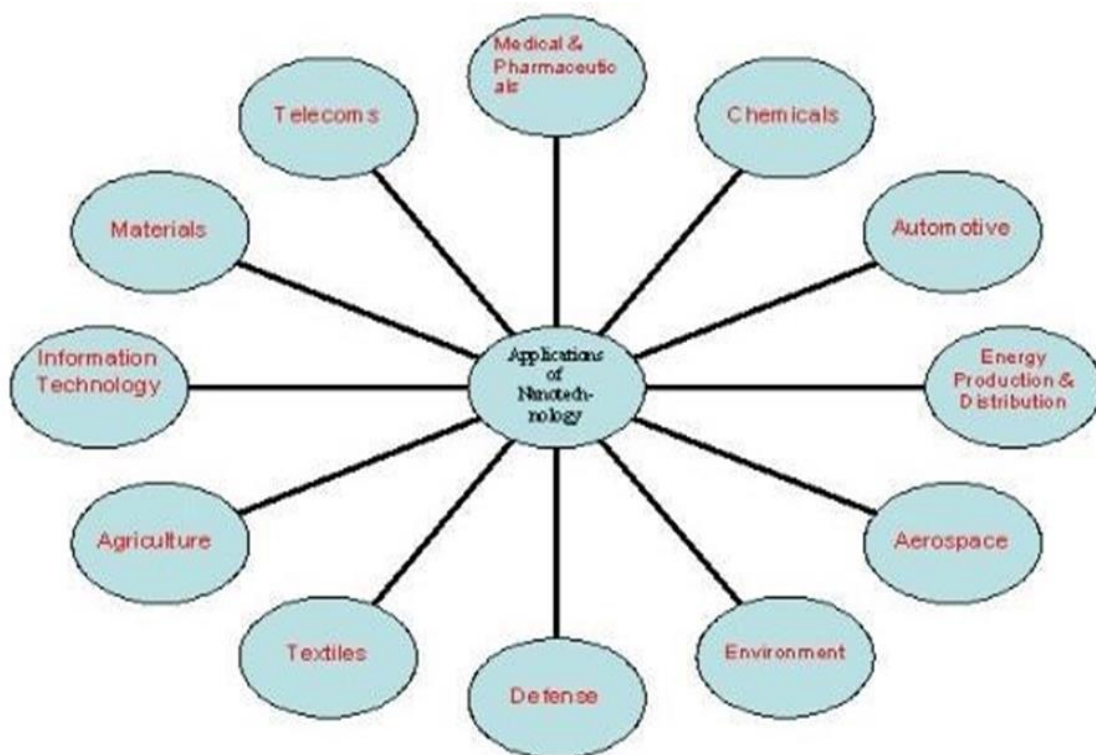 Medical &
Pharmaceutic
als
Chemicals
Automotive
Energy
Production &
Distribution
Aerospace
Environment
Defense
Textiles
Agriculture
Information
Technology
Materials
Telecoms
Applications
of
Nanotech-
nology